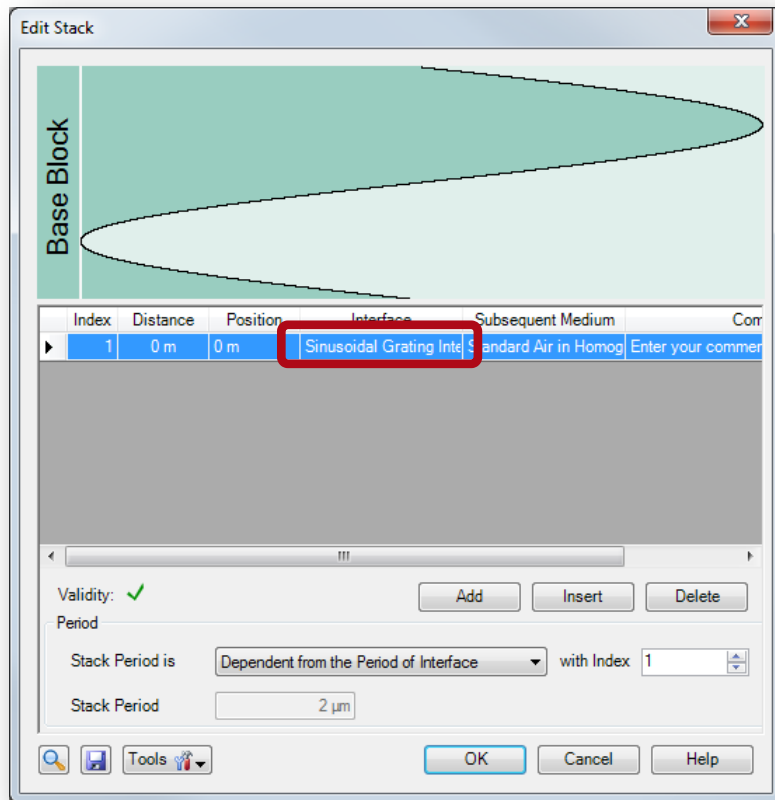 Edit Stack
Base Block
Index Distance Position Interface Subsequent Medium Com
1 0 m 0 m Sinusoidal Grating Inte Standard Air in Homog Enter your commer
Validity:
Add Insert Delete
Period
Stack Period is Dependent from the Period of Interface with Index 1
Stack Period 2 µm
Tools OK Cancel Help